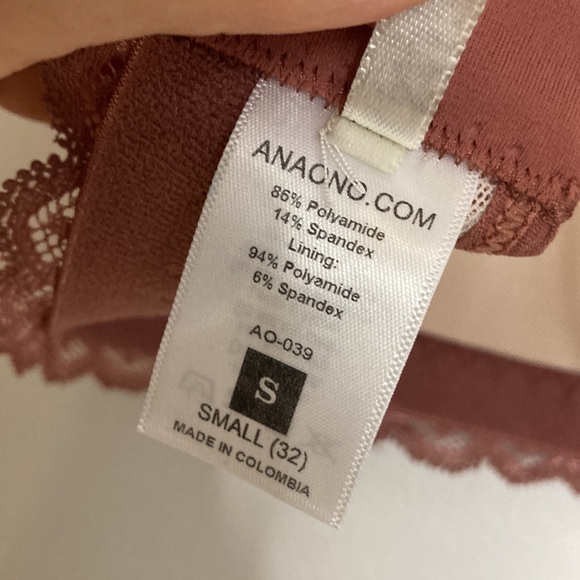 ANAONO.COM
86% Polyamide
14% Spandex
Lining:
94% Polyamide
6% Spandex
AO-039
S
SMALL (32)
MADE IN COLOMBIA